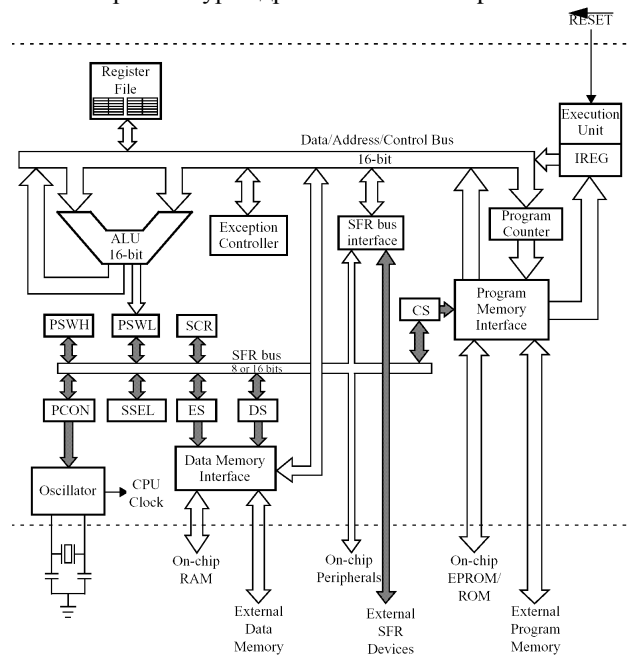 RESET
Register
File
Execution
Unit
IREG
Data/Address/Control Bus
16-bit
ALU
16-bit
Exception
Controller
SFR bus
interface
Program
Counter
Program
Memory
Interface
CS
PSWH
PSWL
SCR
SFR bus
8 or 16 bits
PCON
SSEL
ES
DS
Data Memory
Interface
Oscillator
CPU
Clock
On-chip
RAM
On-chip
Peripherals
On-chip
EPROM/
ROM
External
Data
Memory
External
SFR
Devices
External
Program
Memory